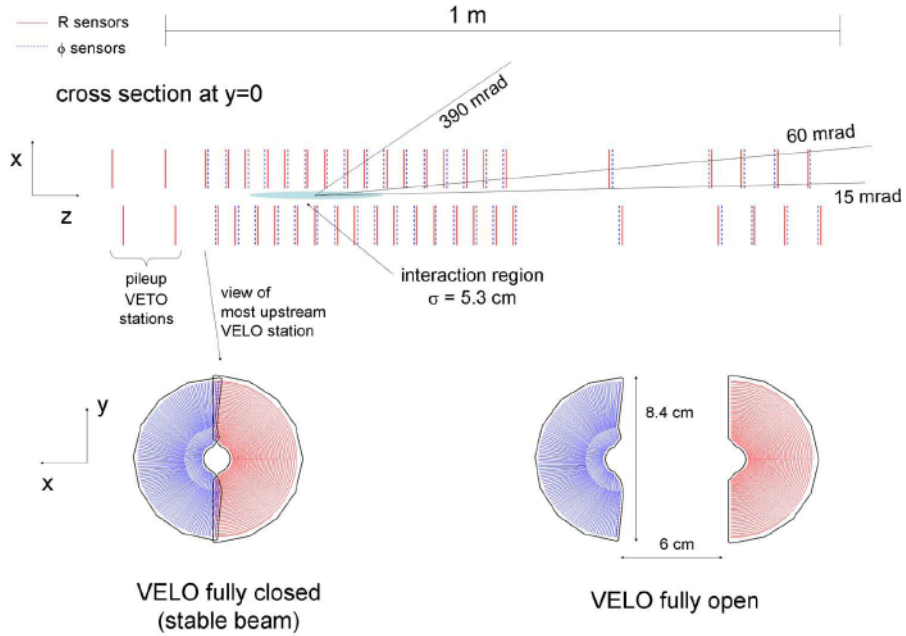 R sensors
1 m
ϕ sensors
cross section at y=0
390 mrad
60 mrad
x
z
15 mrad
pileup
VETO
stations
view of
most upstream
VELO station
interaction region
σ = 5.3 cm
y
x
8.4 cm
6 cm
VELO fully closed
(stable beam)
VELO fully open